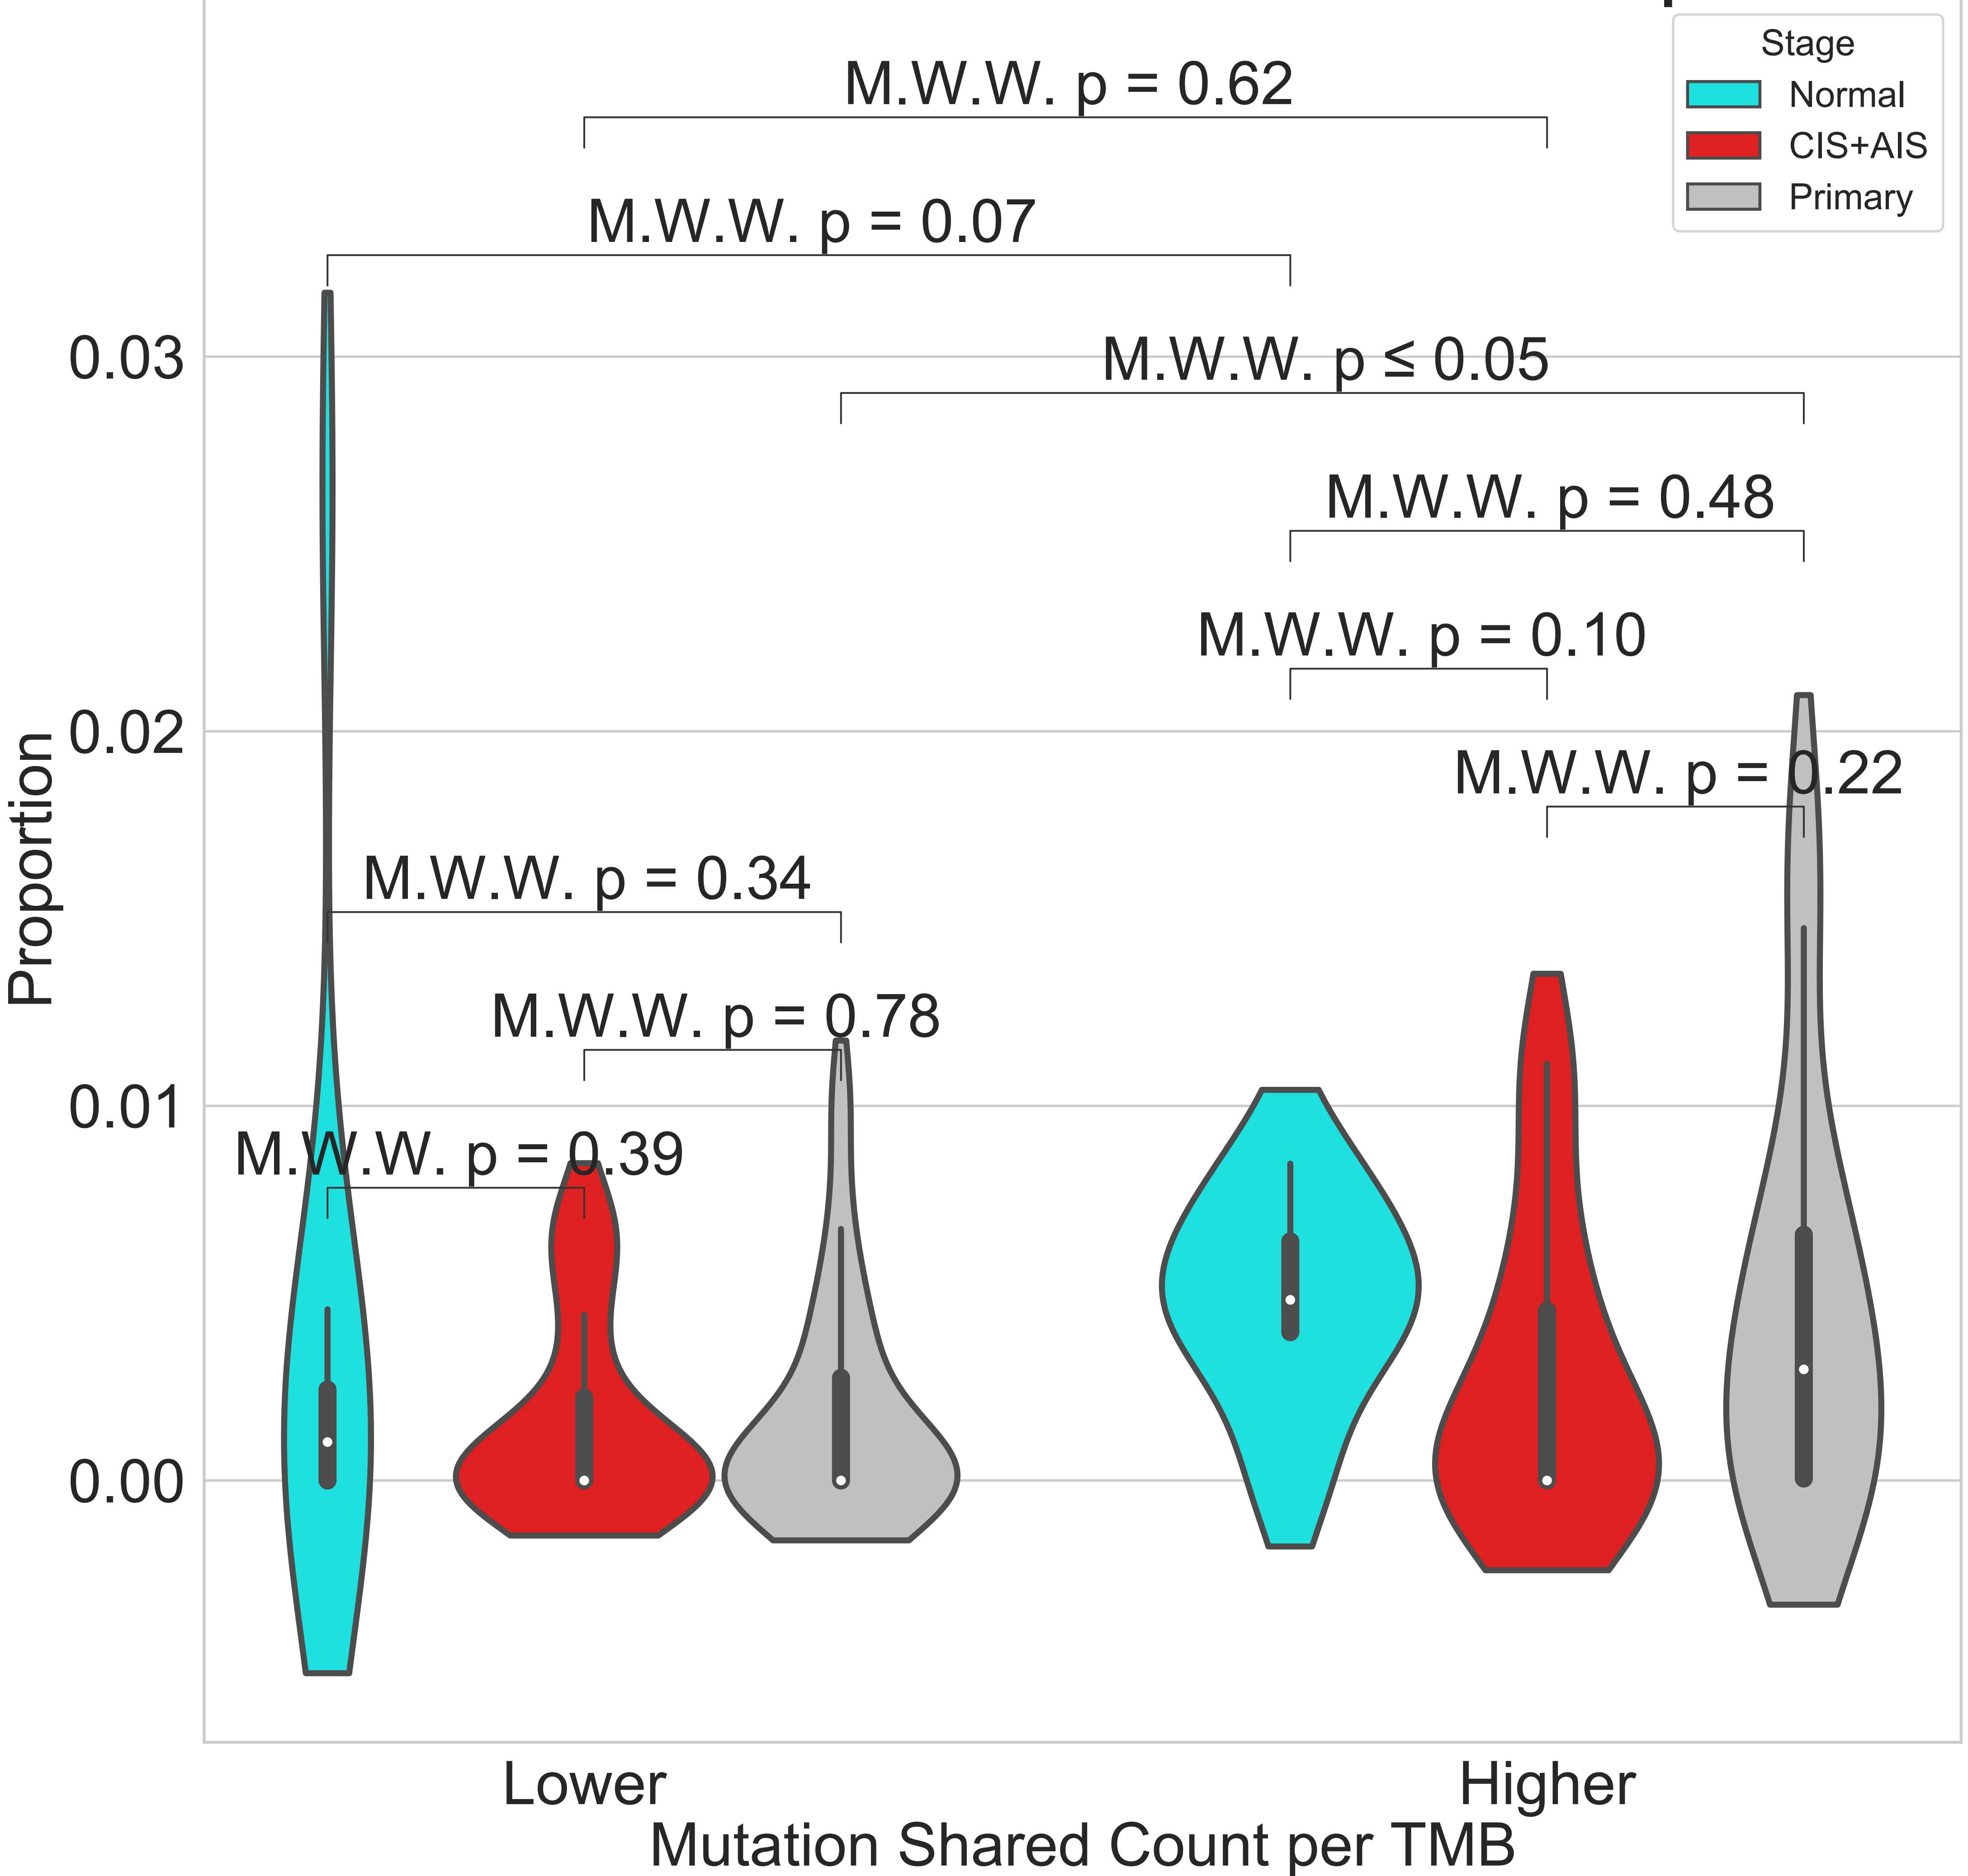 Stage
Normal
CIS+AIS
Primary
M.W.W. p = 0.62
M.W.W. p = 0.07
M.W.W. p ≤ 0.05
M.W.W. p = 0.48
M.W.W. p = 0.10
M.W.W. p = 0.22
M.W.W. p = 0.34
M.W.W. p = 0.78
M.W.W. p = 0.39
0.03
0.02
0.01
0.00
Proportion
Lower
Higher
Mutation Shared Count per TMB